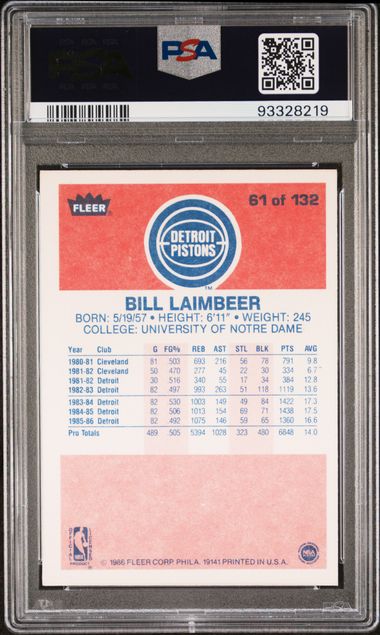 PSA
93328219
FLEER
61 of 132
DETROIT
PISTONS
TM
BILL LAIMBEER
BORN: 5/19/57 • HEIGHT: 6'11" • WEIGHT: 245
COLLEGE: UNIVERSITY OF NOTRE DAME
Year Club G FG% REB AST STL BLK PTS AVG
1980-81 Cleveland 81 .503 693 216 56 78 791 9.8
1981-82 Cleveland 50 .470 277 45 22 30 334 6.7
1981-82 Detroit 30 .516 340 55 17 34 384 12.8
1982-83 Detroit 82 .497 993 263 51 118 1119 13.6
1983-84 Detroit 82 .530 1003 149 49 84 1422 17.3
1984-85 Detroit 82 .506 1013 154 69 71 1438 17.5
1985-86 Detroit 82 .492 1075 146 59 65 1360 16.6
Pro Totals 489 .505 5394 1028 323 480 6848 14.0
© 1986 FLEER CORP. PHILA. 19141 PRINTED IN U.S.A.